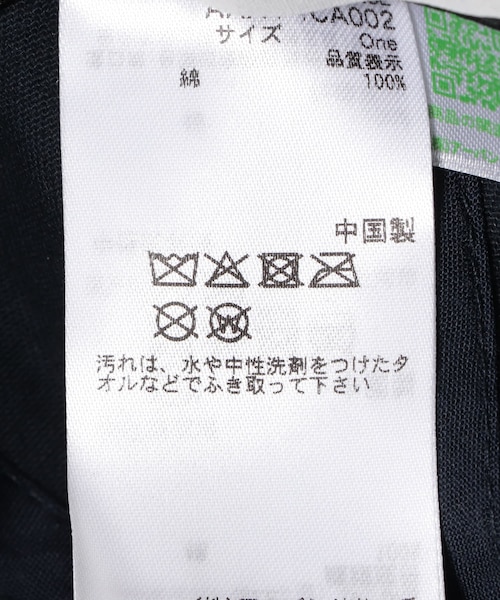 サイズ
One
品質表示
綿 100%
中国製
汚れは、水や中性洗剤をつけたタ
オルなどでふき取って下さい